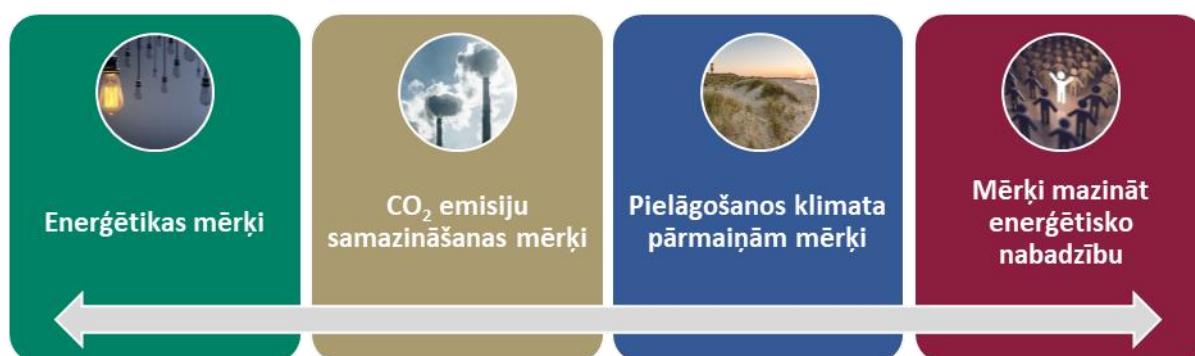 Enerģētikas mērķi
CO₂ emisiju
samazināšanas mērķi
Pielāgošanos klimata
pārmaiņām mērķi
Mērķi mazināt
enerģētisko
nabadzību